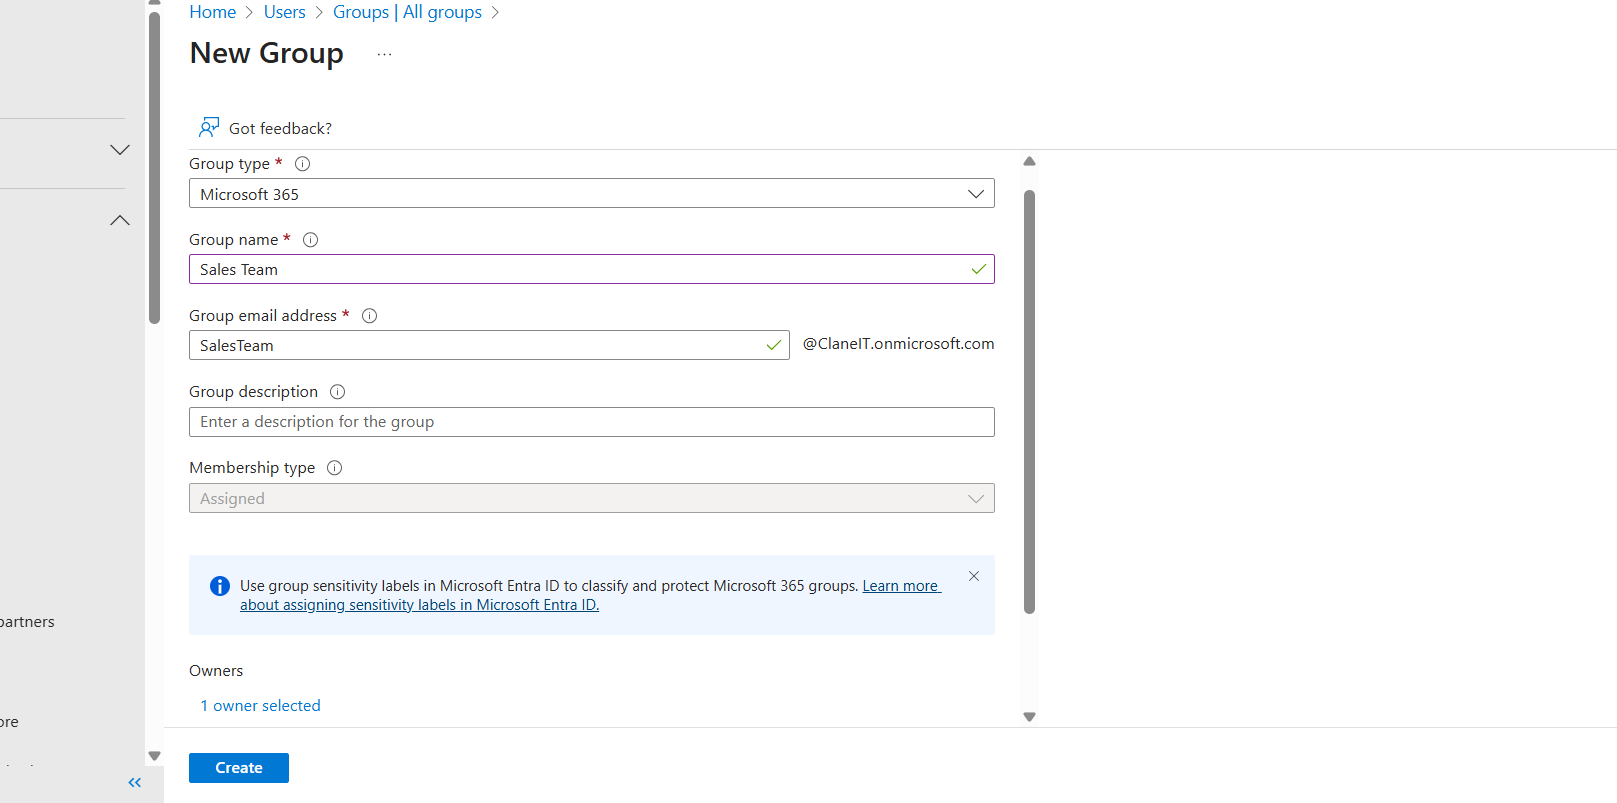 Home > Users > Groups | All groups >
New Group ...
Got feedback?
Group type *
Microsoft 365
Group name *
Sales Team
Group email address *
SalesTeam
@ClaneIT.onmicrosoft.com
Group description
Enter a description for the group
Membership type
Assigned
Use group sensitivity labels in Microsoft Entra ID to classify and protect Microsoft 365 groups. Learn more
about assigning sensitivity labels in Microsoft Entra ID.
partners
Owners
1 owner selected
ore
Create